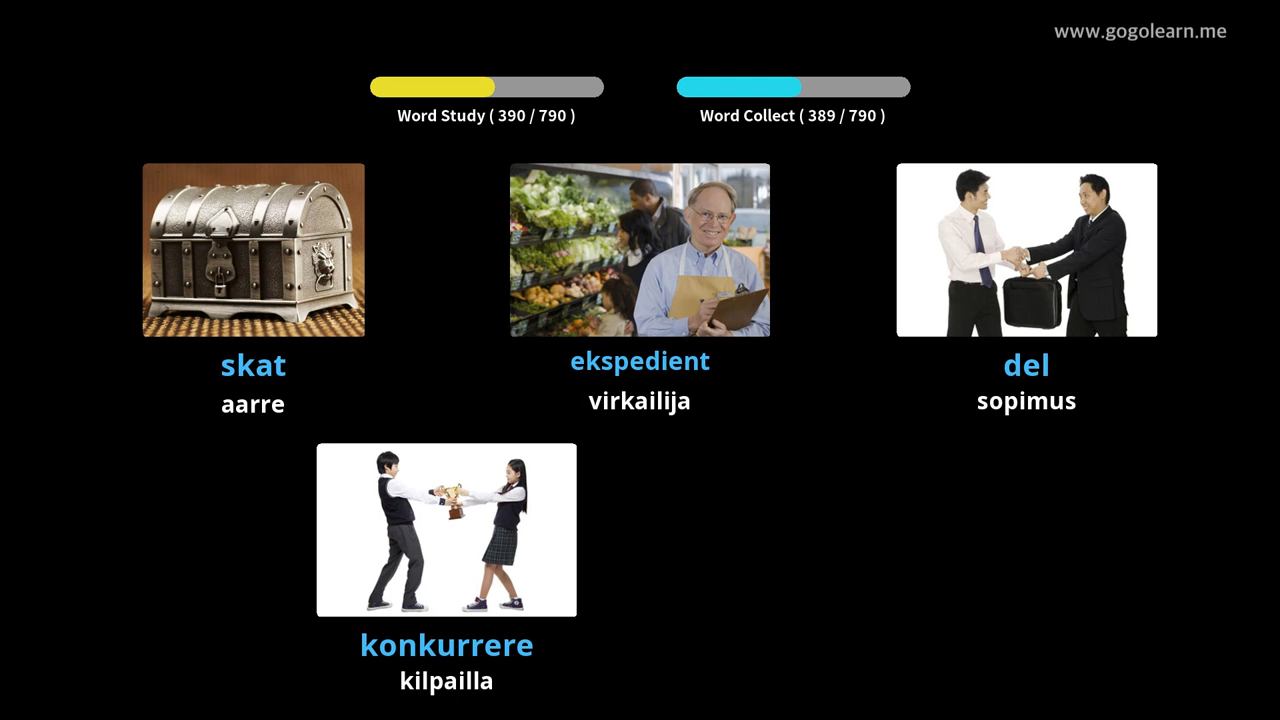 www.gogolearn.me
Word Study ( 390 / 790 )
Word Collect ( 389 / 790 )
skat
ekspedient
del
aarre
virkailija
sopimus
konkurrere
kilpailla